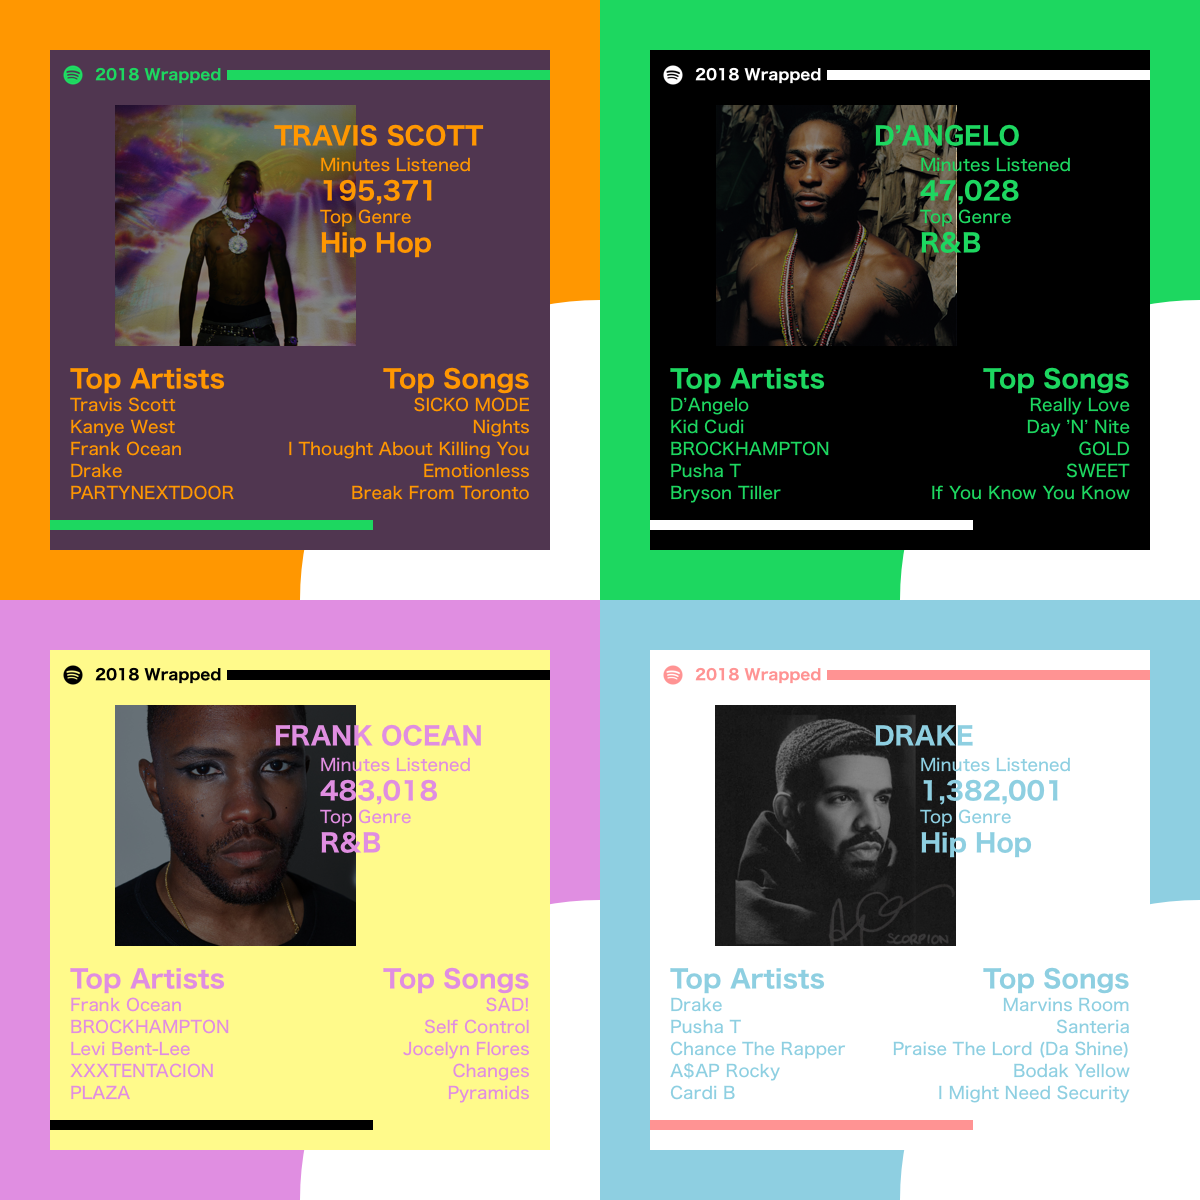 2018 Wrapped
TRAVIS SCOTT
Minutes Listened
195,371
Top Genre
Hip Hop
Top Artists
Travis Scott
Kanye West
Frank Ocean
Drake
PARTYNEXTDOOR
Top Songs
SICKO MODE
Nights
I Thought About Killing You
Emotionless
Break From Toronto
2018 Wrapped
D’ANGELO
Minutes Listened
47,028
Top Genre
R&B
Top Artists
D’Angelo
Kid Cudi
BROCKHAMPTON
Pusha T
Bryson Tiller
Top Songs
Really Love
Day ’N’ Nite
GOLD
SWEET
If You Know You Know
2018 Wrapped
FRANK OCEAN
Minutes Listened
483,018
Top Genre
R&B
Top Artists
Frank Ocean
BROCKHAMPTON
Levi Bent-Lee
XXXTENTACION
PLAZA
Top Songs
SAD!
Self Control
Jocelyn Flores
Changes
Pyramids
2018 Wrapped
DRAKE
Minutes Listened
1,382,001
Top Genre
Hip Hop
SCORPION
Top Artists
Drake
Pusha T
Chance The Rapper
A$AP Rocky
Cardi B
Top Songs
Marvins Room
Santeria
Praise The Lord (Da Shine)
Bodak Yellow
I Might Need Security